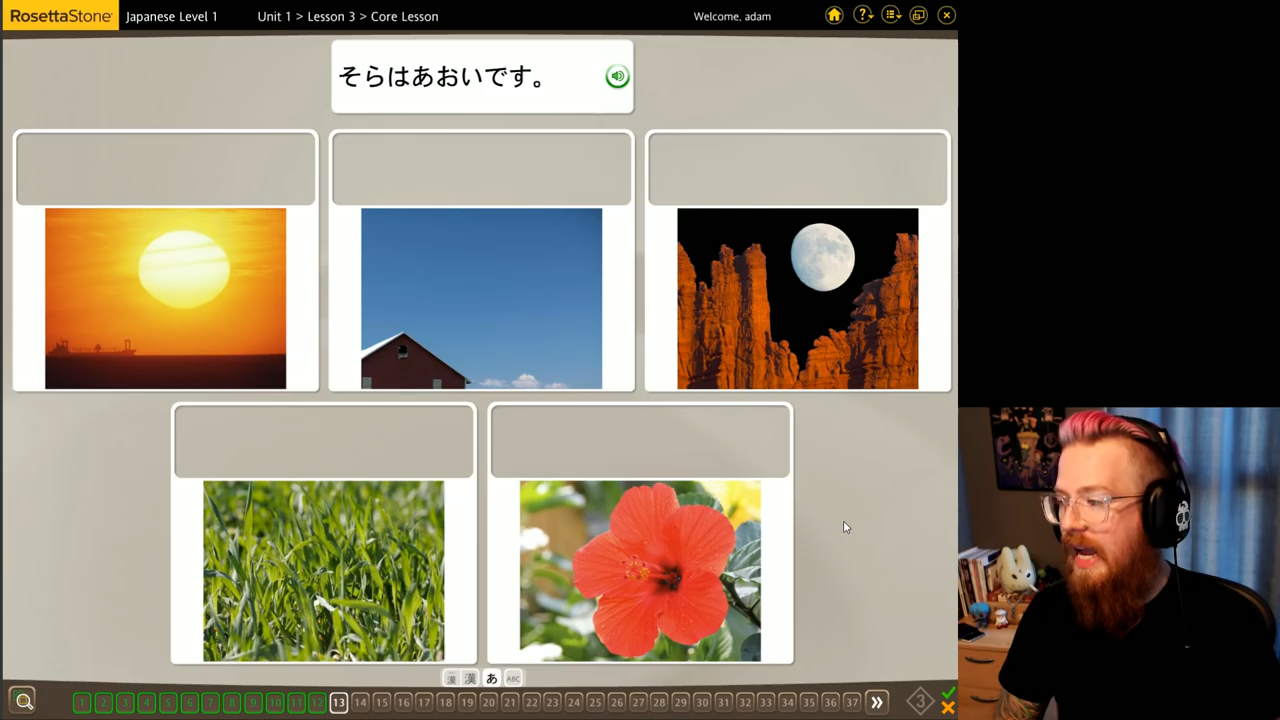 RosettaStone
Japanese Level 1
Unit 1 > Lesson 3 > Core Lesson
Welcome, adam
そらはあおいです。
漢 漢 あ ABC
1 2 3 4 5 6 7 8 9 10 11 12 13 14 15 16 17 18 19 20 21 22 23 24 25 26 27 28 29 30 31 32 33 34 35 36 37
3